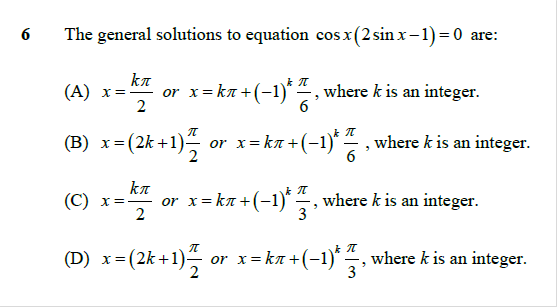 6 The general solutions to equation cos x(2 sin x − 1) = 0 are:
(A) x = kπ/2 or x = kπ + (−1)^k π/6, where k is an integer.
(B) x = (2k + 1) π/2 or x = kπ + (−1)^k π/6, where k is an integer.
(C) x = kπ/2 or x = kπ + (−1)^k π/3, where k is an integer.
(D) x = (2k + 1) π/2 or x = kπ + (−1)^k π/3, where k is an integer.